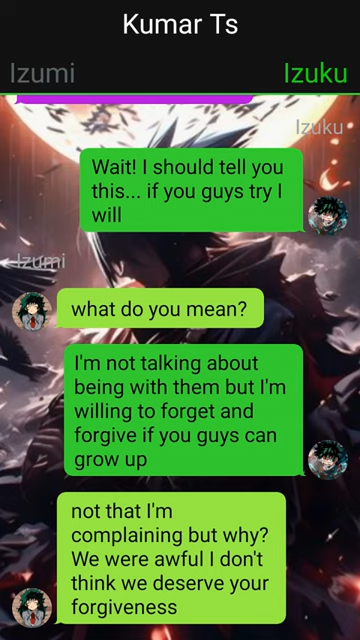 Kumar Ts
Izumi
Izuku
Izuku
Wait! I should tell you
this... if you guys try I
will
Izumi
what do you mean?
I'm not talking about
being with them but I'm
willing to forget and
forgive if you guys can
grow up
not that I'm
complaining but why?
We were awful I don't
think we deserve your
forgiveness